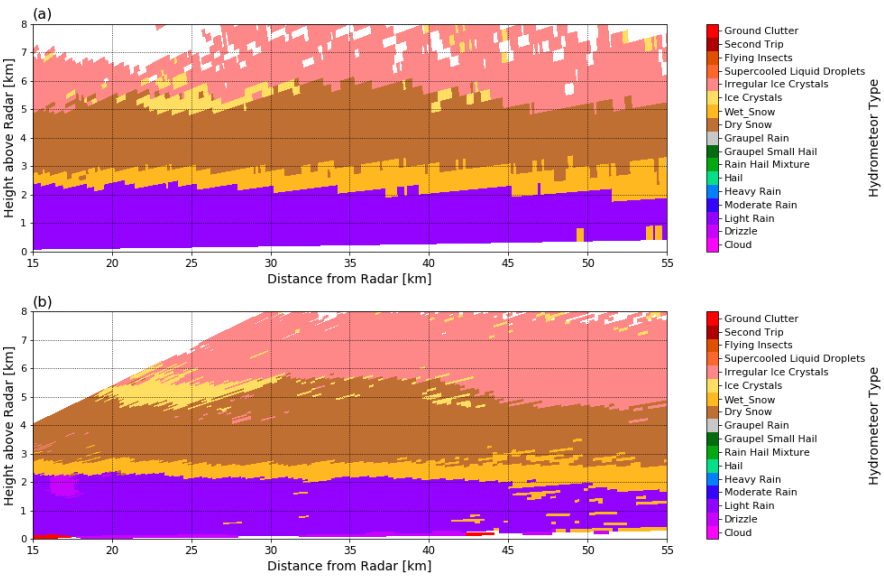 (a)
Height above Radar [km]
8
7
6
5
4
3
2
1
0
15 20 25 30 35 40 45 50 55
Distance from Radar [km]
Ground Clutter
Second Trip
Flying Insects
Supercooled Liquid Droplets
Irregular Ice Crystals
Ice Crystals
Wet_Snow
Dry Snow
Graupel Rain
Graupel Small Hail
Rain Hail Mixture
Hail
Heavy Rain
Moderate Rain
Light Rain
Drizzle
Cloud
Hydrometeor Type
(b)
Height above Radar [km]
8
7
6
5
4
3
2
1
0
15 20 25 30 35 40 45 50 55
Distance from Radar [km]
Ground Clutter
Second Trip
Flying Insects
Supercooled Liquid Droplets
Irregular Ice Crystals
Ice Crystals
Wet_Snow
Dry Snow
Graupel Rain
Graupel Small Hail
Rain Hail Mixture
Hail
Heavy Rain
Moderate Rain
Light Rain
Drizzle
Cloud
Hydrometeor Type